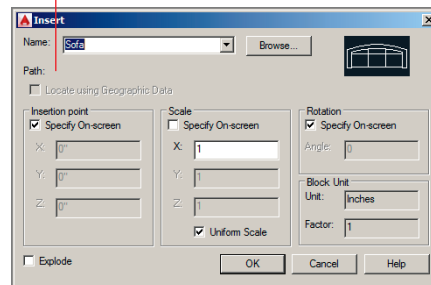 Insert
Name: Sofa Browse...
Path:
Locate using Geographic Data
Insertion point
Specify On-screen
X: 0"
Y: 0"
Z: 0"
Scale
Specify On-screen
X: 1
Y: 1
Z: 1
Uniform Scale
Rotation
Specify On-screen
Angle: 0
Block Unit
Unit: Inches
Factor: 1
Explode
OK Cancel Help